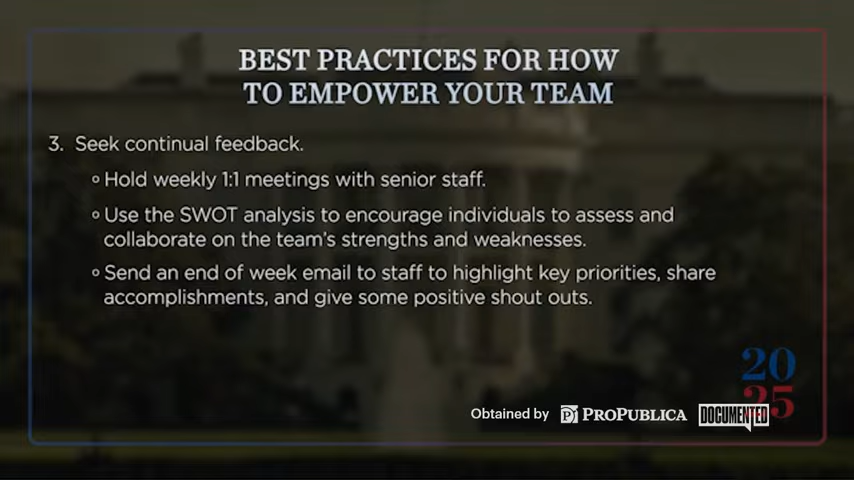 BEST PRACTICES FOR HOW
TO EMPOWER YOUR TEAM
3. Seek continual feedback.
Hold weekly 1:1 meetings with senior staff.
Use the SWOT analysis to encourage individuals to assess and
collaborate on the team's strengths and weaknesses.
Send an end of week email to staff to highlight key priorities, share
accomplishments, and give some positive shout outs.
20
25
Obtained by PROPUBLICA DOCUMENTED